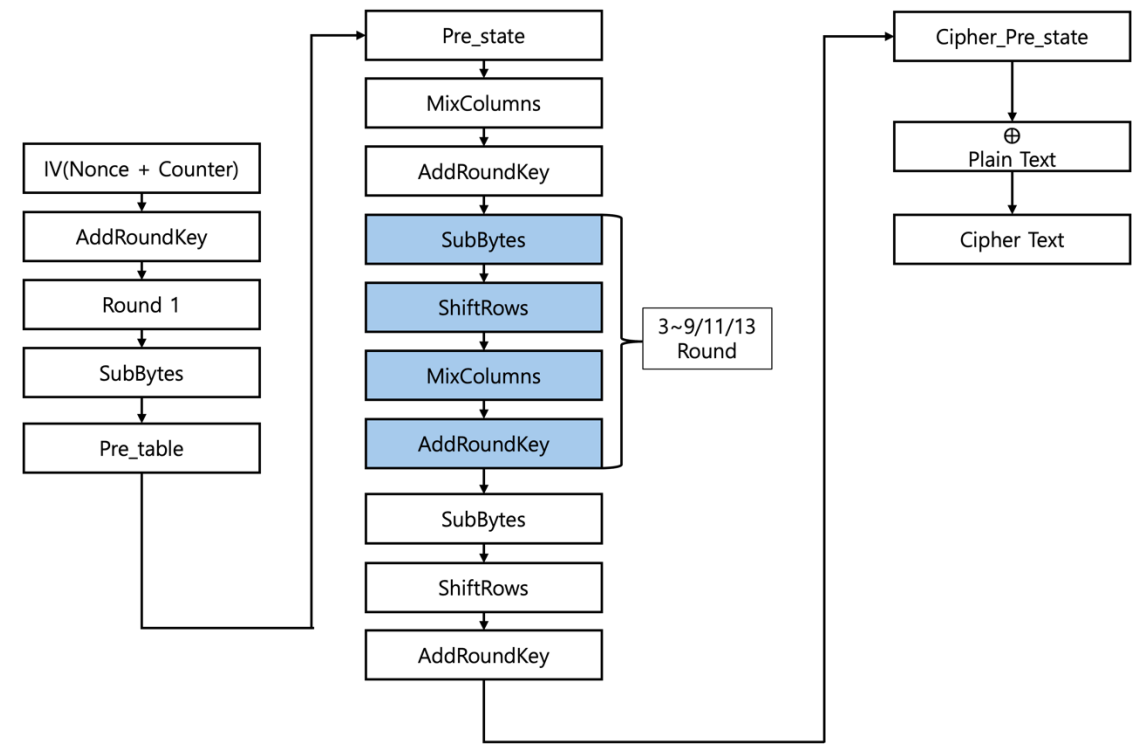 IV(Nonce + Counter)
AddRoundKey
Round 1
SubBytes
Pre_table
Pre_state
MixColumns
AddRoundKey
SubBytes
ShiftRows
MixColumns
AddRoundKey
3~9/11/13
Round
SubBytes
ShiftRows
AddRoundKey
Cipher_Pre_state
⊕
Plain Text
Cipher Text